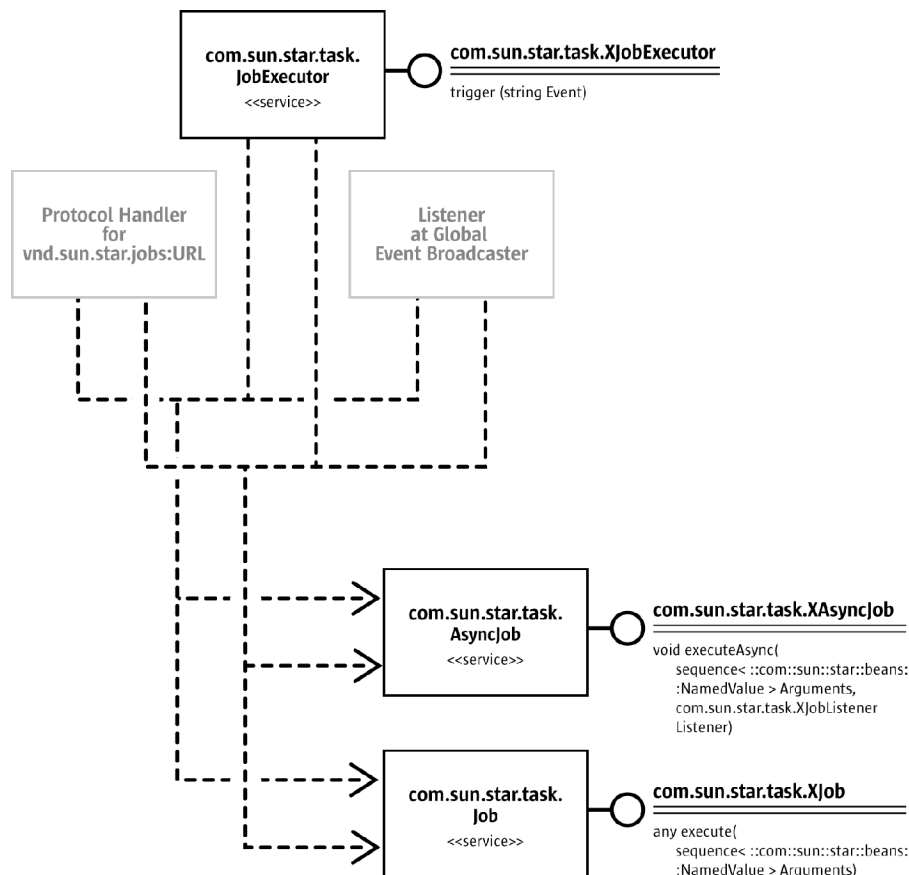 com.sun.star.task.
JobExecutor
<<service>>
com.sun.star.task.XJobExecutor
trigger (string Event)
Protocol Handler
for
vnd.sun.star.jobs:URL
Listener
at Global
Event Broadcaster
com.sun.star.task.
AsyncJob
<<service>>
com.sun.star.task.XAsyncJob
void executeAsync(
sequence< ::com::sun::star::beans:
:NamedValue > Arguments,
com.sun.star.task.XJobListener
Listener)
com.sun.star.task.
Job
<<service>>
com.sun.star.task.XJob
any execute(
sequence< ::com::sun::star::beans:
:NamedValue > Arguments)